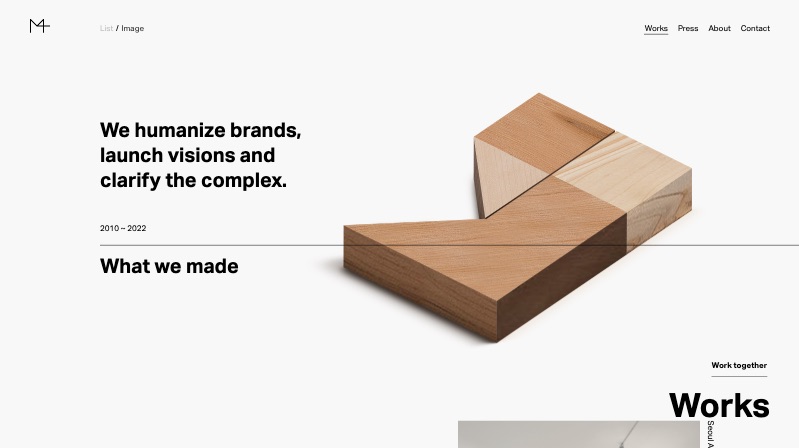 List / Image
Works Press About Contact
We humanize brands,
launch visions and
clarify the complex.
2010 – 2022
What we made
Work together
Works
Seoul A